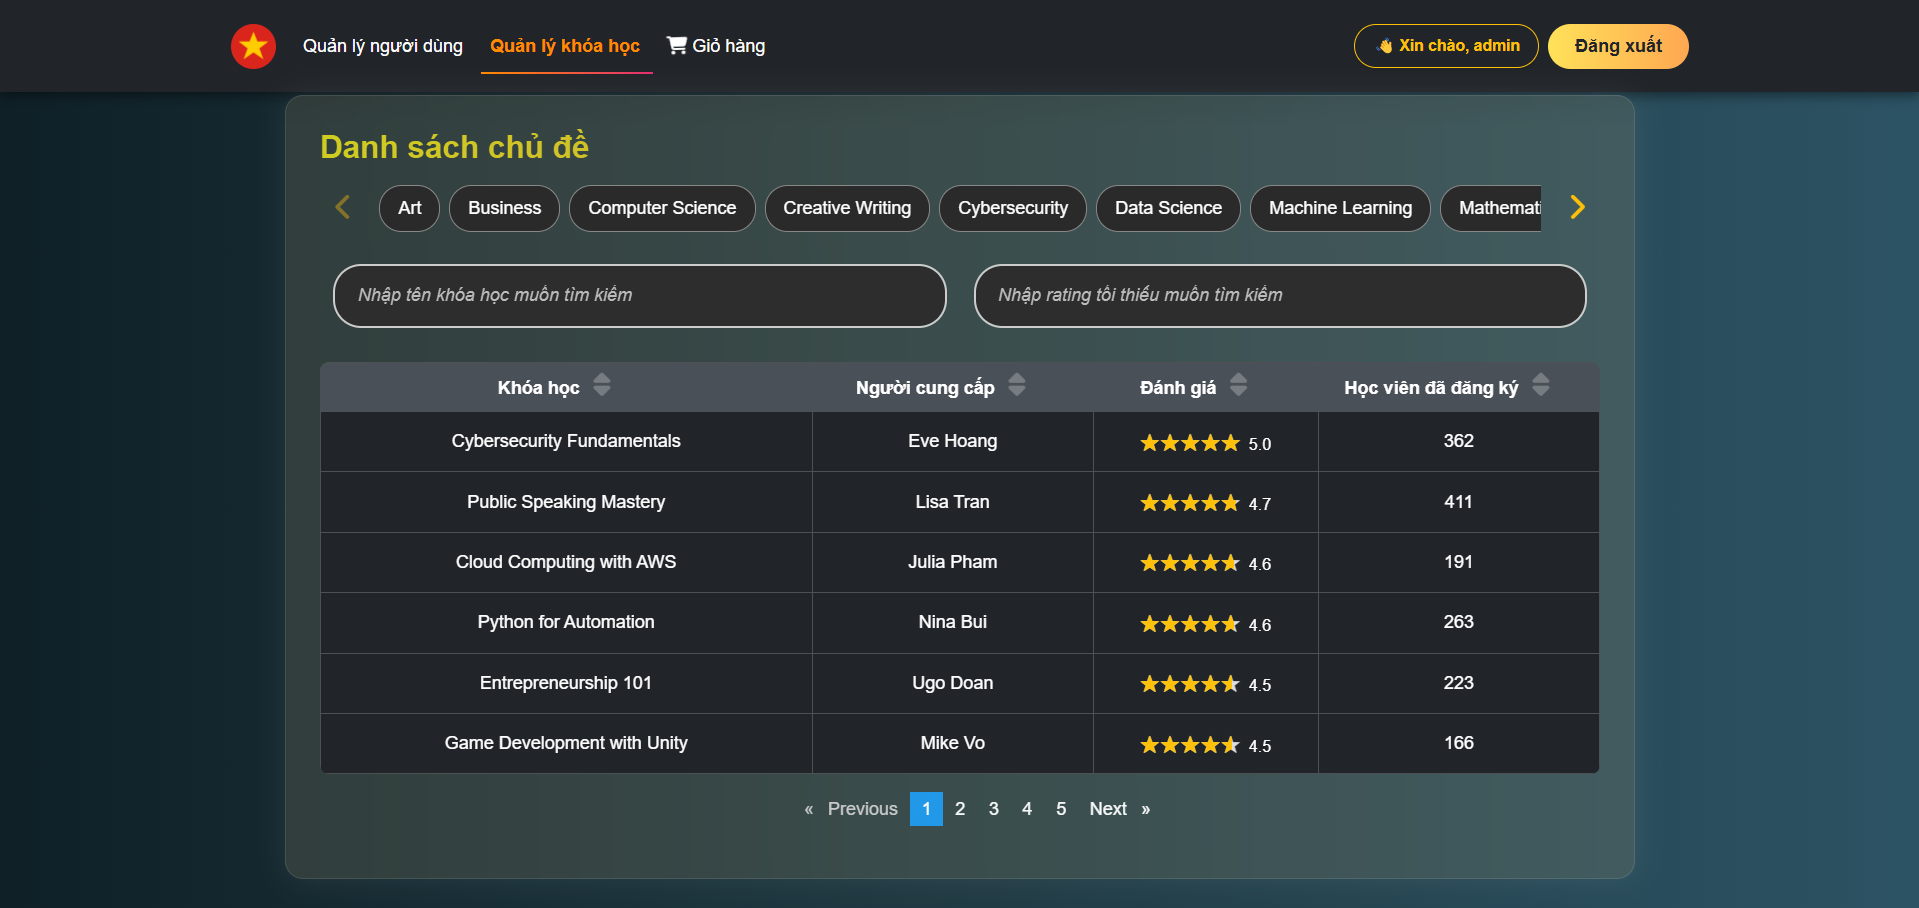 Quản lý người dùng Quản lý khóa học Giỏ hàng Xin chào, admin Đăng xuất
Danh sách chủ đề
Art Business Computer Science Creative Writing Cybersecurity Data Science Machine Learning Mathemati
Nhập tên khóa học muốn tìm kiếm Nhập rating tối thiểu muốn tìm kiếm
Khóa học Người cung cấp Đánh giá Học viên đã đăng ký
Cybersecurity Fundamentals Eve Hoang 5.0 362
Public Speaking Mastery Lisa Tran 4.7 411
Cloud Computing with AWS Julia Pham 4.6 191
Python for Automation Nina Bui 4.6 263
Entrepreneurship 101 Ugo Doan 4.5 223
Game Development with Unity Mike Vo 4.5 166
« Previous 1 2 3 4 5 Next »